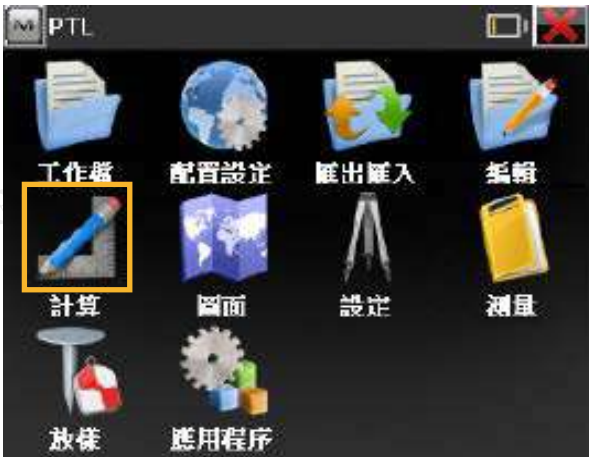 PTL
工作檔 配置設定 匯出匯入 編輯
計算 圖面 設定 測量
放樣 應用程序